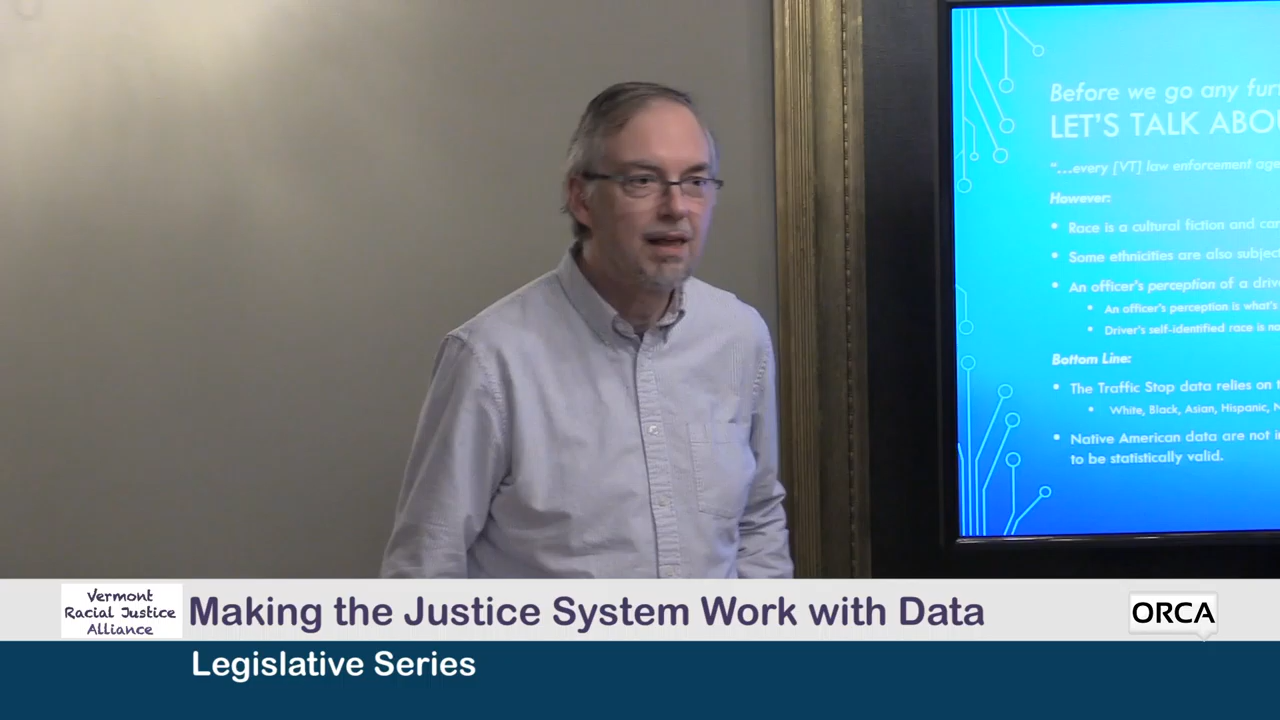 Before we go any fur
LET'S TALK ABO
"...every [VT] law enforcement age
However:
• Race is a cultural fiction and can
• Some ethnicities are also subjec
• An officer's perception of a drive
• An officer's perception is what's
• Driver's self-identified race is no
Bottom Line:
• The Traffic Stop data relies on t
• White, Black, Asian, Hispanic, N
• Native American data are not i
to be statistically valid.
Vermont
Racial Justice
Alliance
Making the Justice System Work with Data
ORCA
Legislative Series